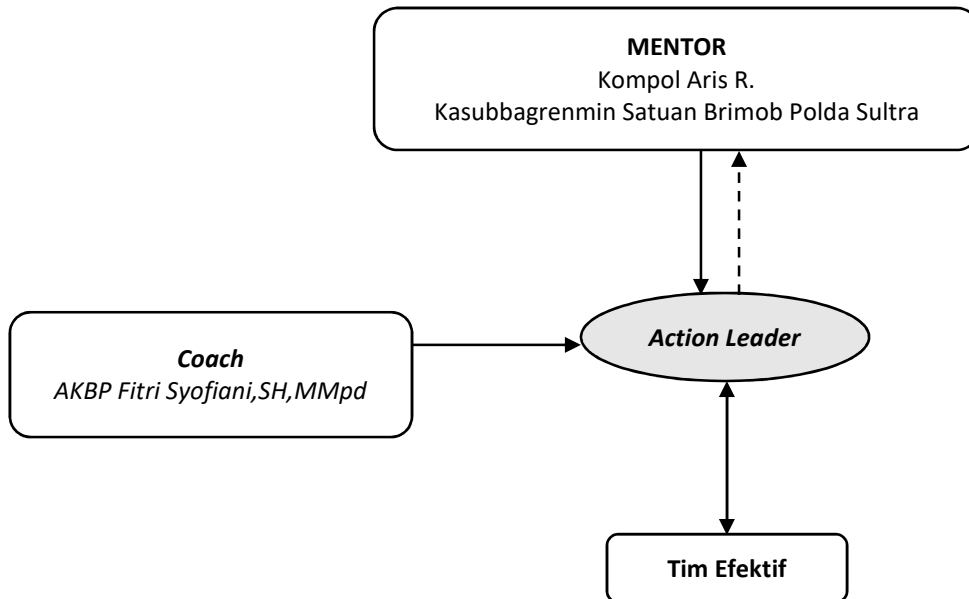 MENTOR
Kompol Aris R.
Kasubbagrenmin Satuan Brimob Polda Sultra
Action Leader
Coach
AKBP Fitri Syofiani,SH,MMpd
Tim Efektif